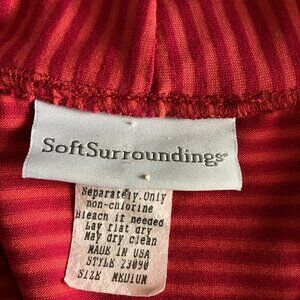 SoftSurroundings®
Separately.Only
non-chlorine
Bleach it needed
Lay flat dry
May dry clean
MADE IN USA
STYLE 23090
SIZE MEDIUM